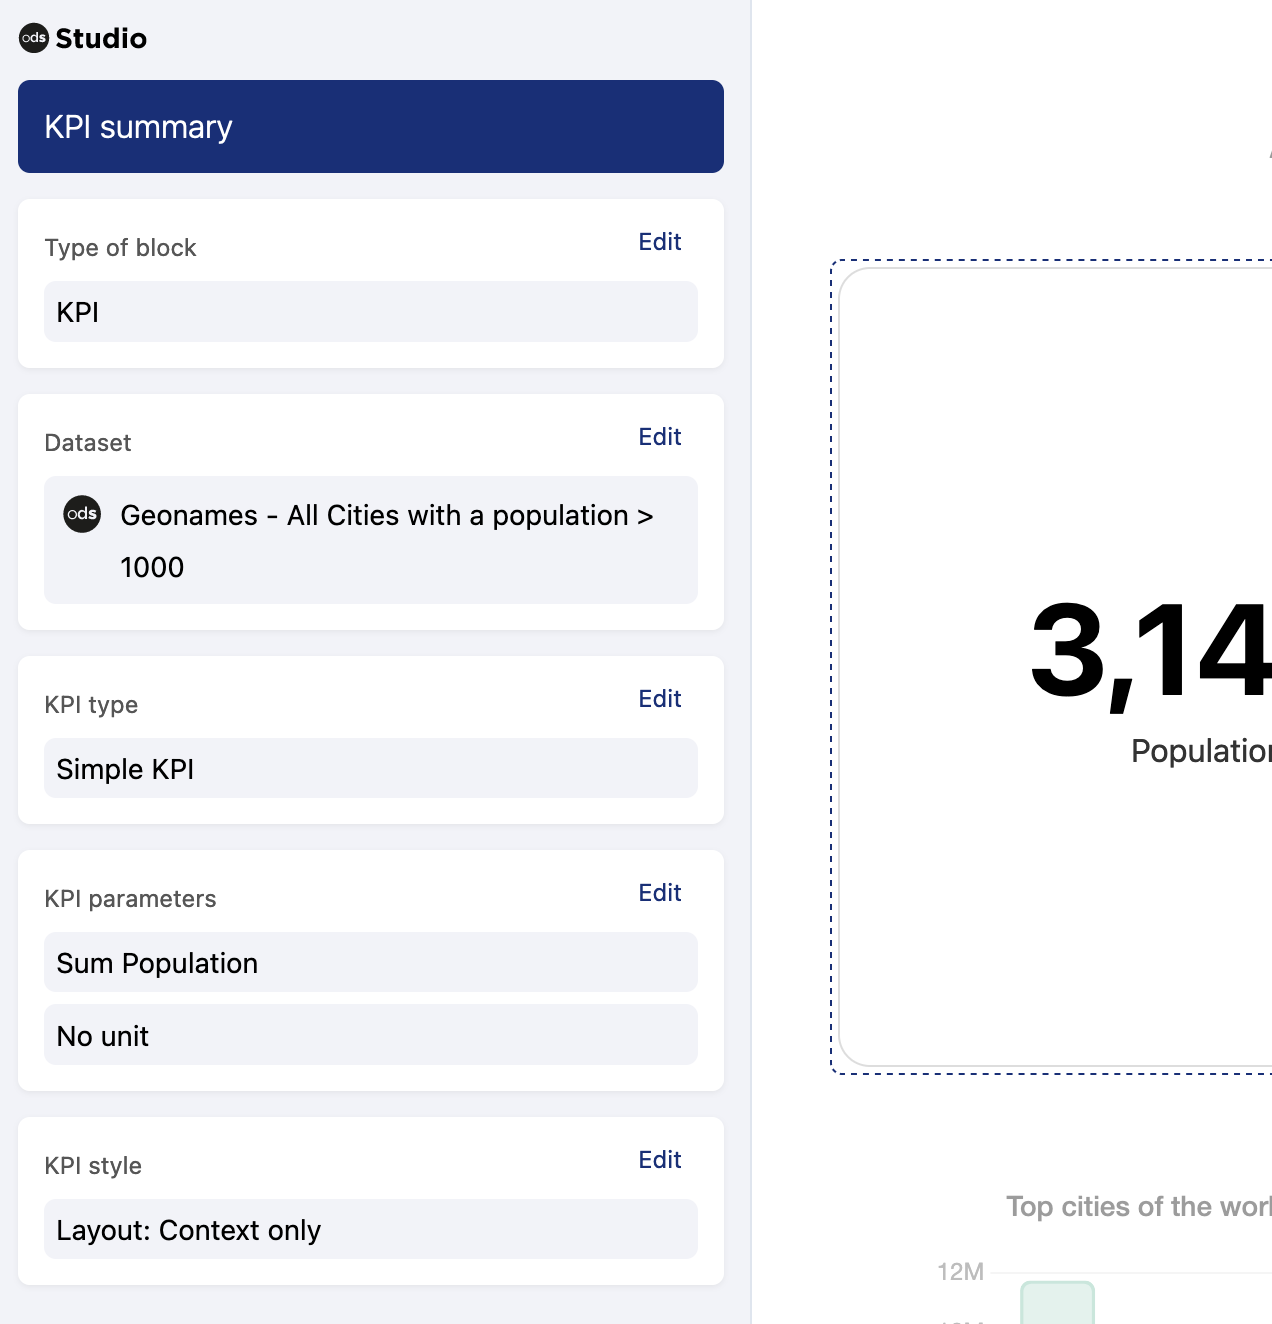 ods Studio
KPI summary
Type of block
Edit
KPI
Dataset
Edit
ods
Geonames - All Cities with a population >
1000
KPI type
Edit
Simple KPI
KPI parameters
Edit
Sum Population
No unit
KPI style
Edit
Layout: Context only
3,14
Population
Top cities of the worl
12M